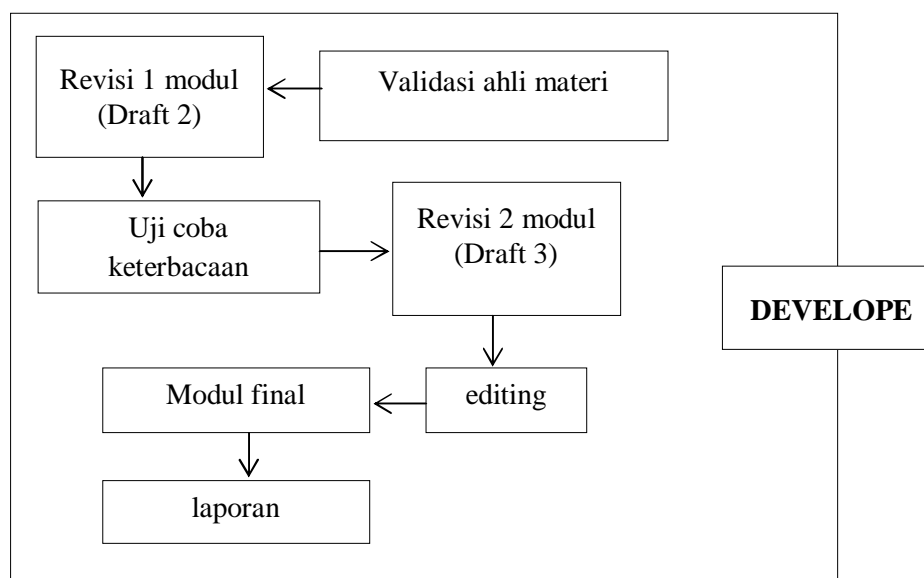 Revisi 1 modul
(Draft 2)
Validasi ahli materi
Uji coba
keterbacaan
Revisi 2 modul
(Draft 3)
DEVELOPE
Modul final
editing
laporan